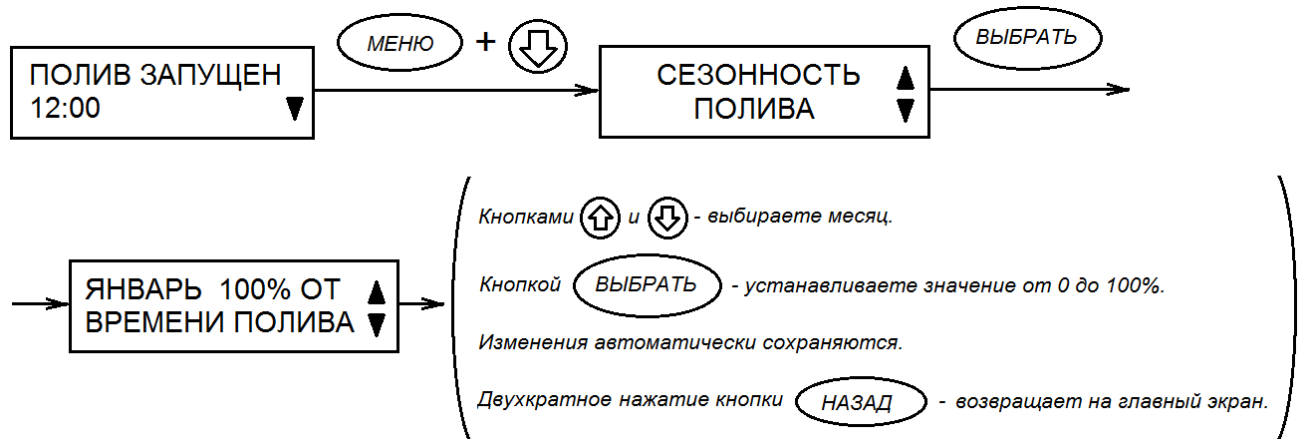 МЕНЮ +
ВЫБРАТЬ
ПОЛИВ ЗАПУЩЕН
12:00
СЕЗОННОСТЬ
ПОЛИВА
Кнопками и - выбираете месяц.
Кнопкой ВЫБРАТЬ - устанавливаете значение от 0 до 100%.
ЯНВАРЬ 100% ОТ
ВРЕМЕНИ ПОЛИВА
Изменения автоматически сохраняются.
Двухкратное нажатие кнопки НАЗАД - возвращает на главный экран.